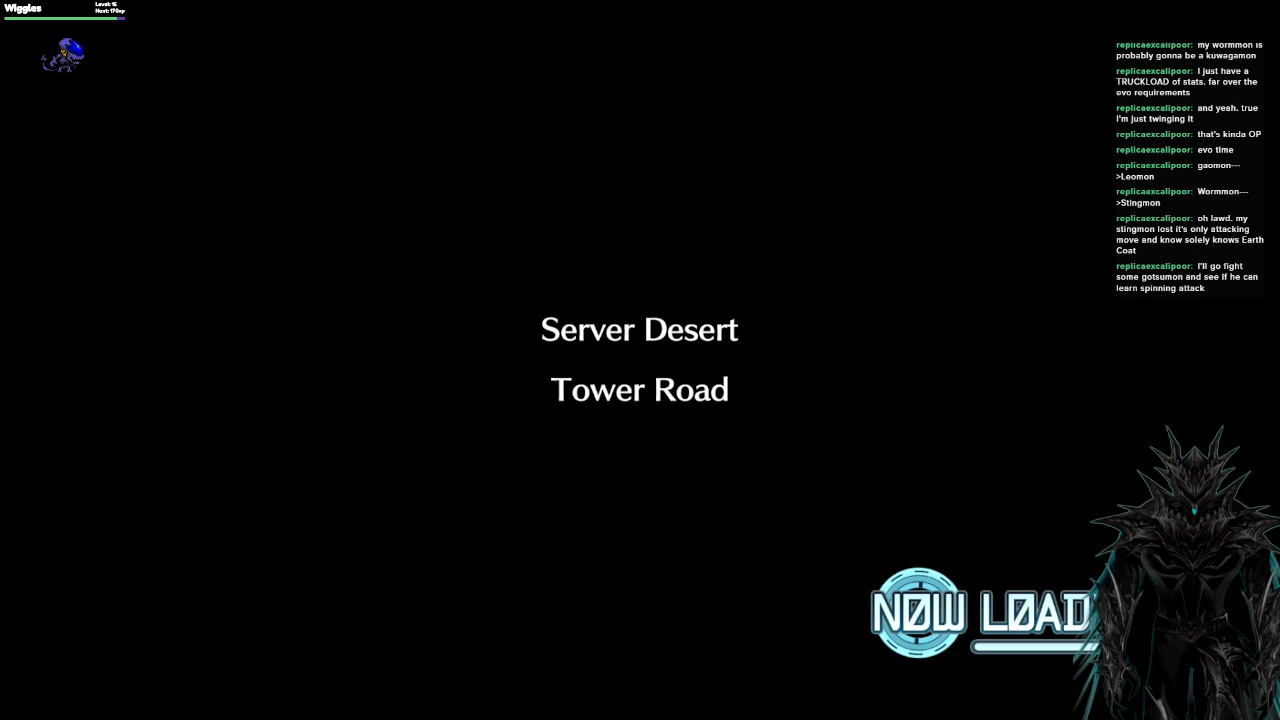 Wiggles
Level: 15
Next: 170xp
replicaexcalipoor: my wormmon is
probably gonna be a kuwagamon
replicaexcalipoor: I just have a
TRUCKLOAD of stats. far over the
evo requirements
replicaexcalipoor: and yeah. true
I'm just twinging it
replicaexcalipoor: that's kinda OP
replicaexcalipoor: evo time
replicaexcalipoor: gaomon---
>Leomon
replicaexcalipoor: Wormmon---
>Stingmon
replicaexcalipoor: oh lawd. my
stingmon lost it's only attacking
move and know solely knows Earth
Coat
replicaexcalipoor: I'll go fight
some gotsumon and see if he can
learn spinning attack
Server Desert
Tower Road
NOW LOAD